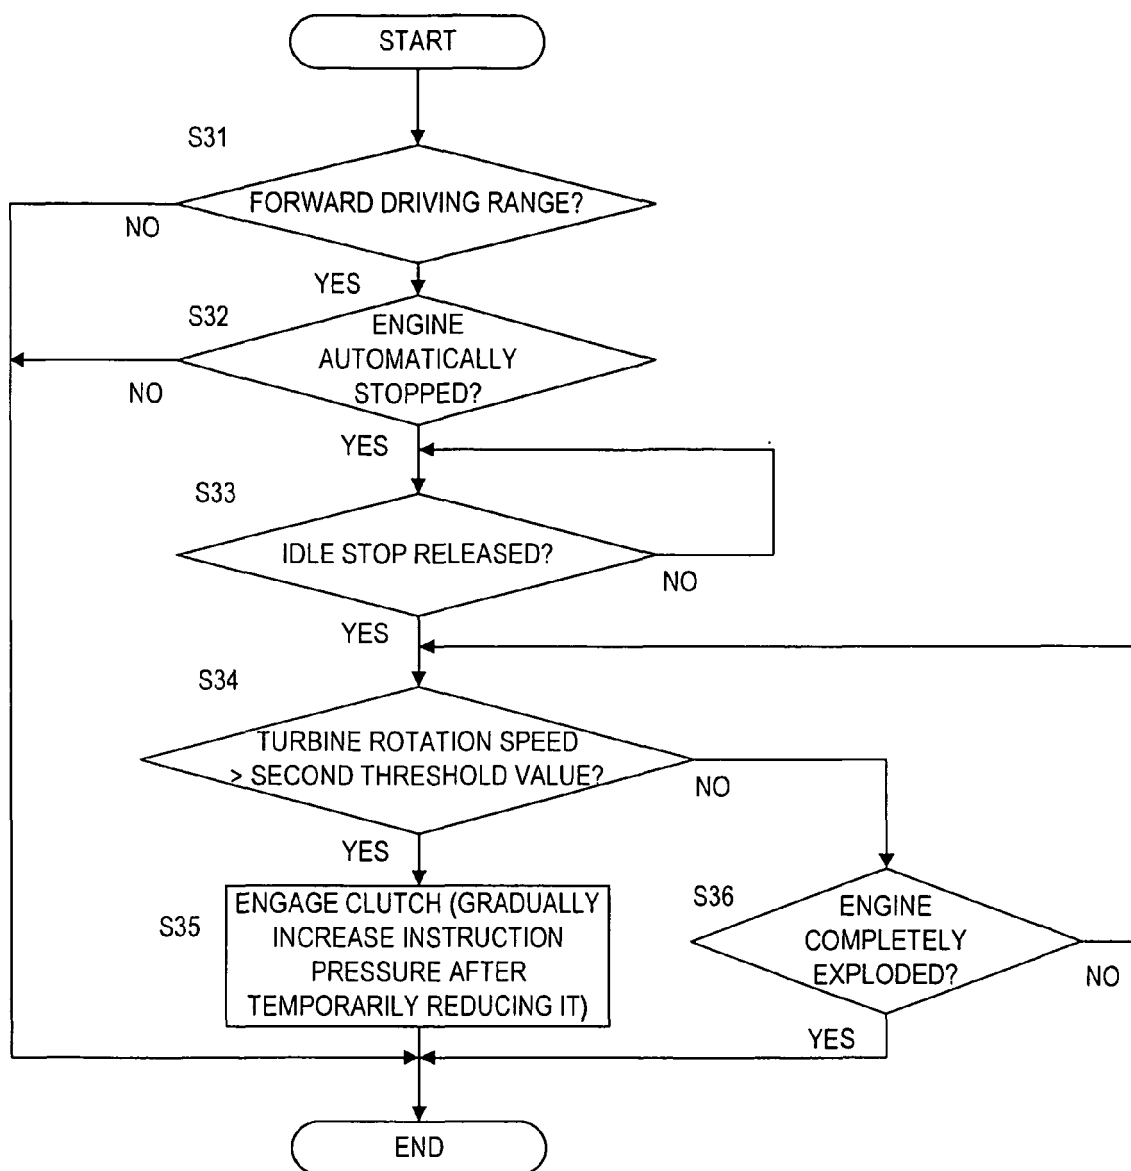 START
S31
FORWARD DRIVING RANGE?
NO
YES
S32
ENGINE
AUTOMATICALLY
STOPPED?
NO
YES
S33
IDLE STOP RELEASED?
NO
YES
S34
TURBINE ROTATION SPEED
> SECOND THRESHOLD VALUE?
NO
YES
S35
ENGAGE CLUTCH (GRADUALLY
INCREASE INSTRUCTION
PRESSURE AFTER
TEMPORARILY REDUCING IT)
S36
ENGINE
COMPLETELY
EXPLODED?
NO
YES
END